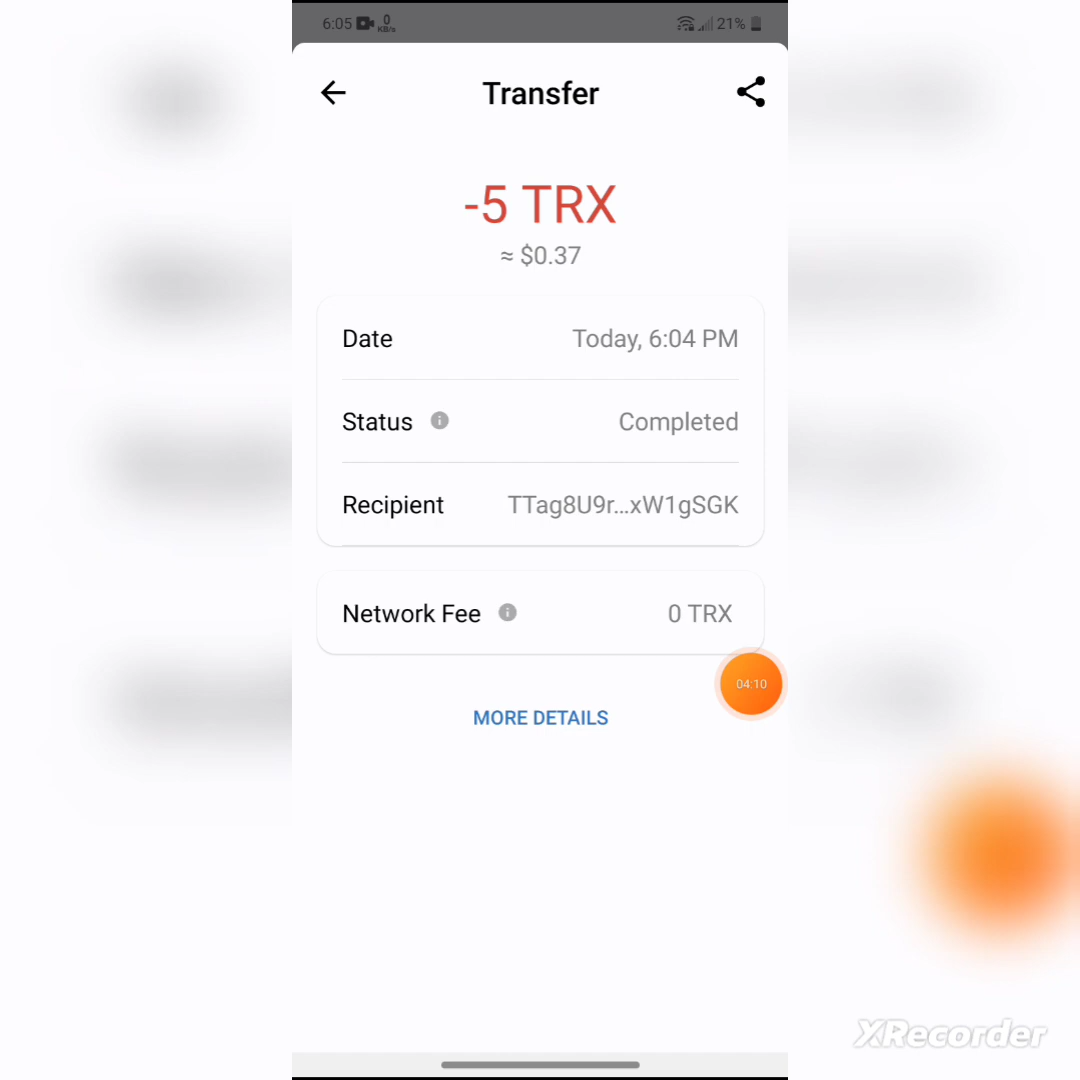 6:05 0 KB/s 21%
Transfer
-5 TRX
≈ $0.37
Date Today, 6:04 PM
Status Completed
Recipient TTag8U9r...xW1gSGK
Network Fee 0 TRX
04:10
MORE DETAILS
XRecorder